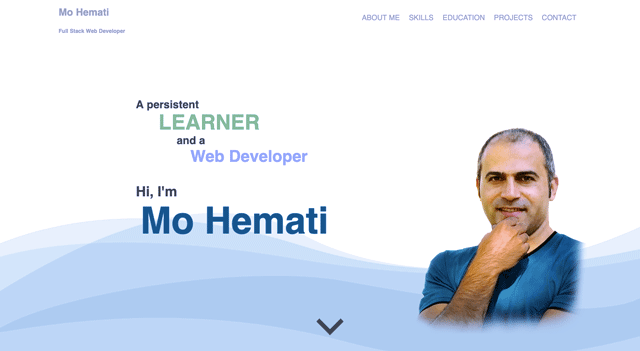 Mo Hemati
Full Stack Web Developer
ABOUT ME SKILLS EDUCATION PROJECTS CONTACT
A persistent
LEARNER
and a
Web Developer
Hi, I'm
Mo Hemati